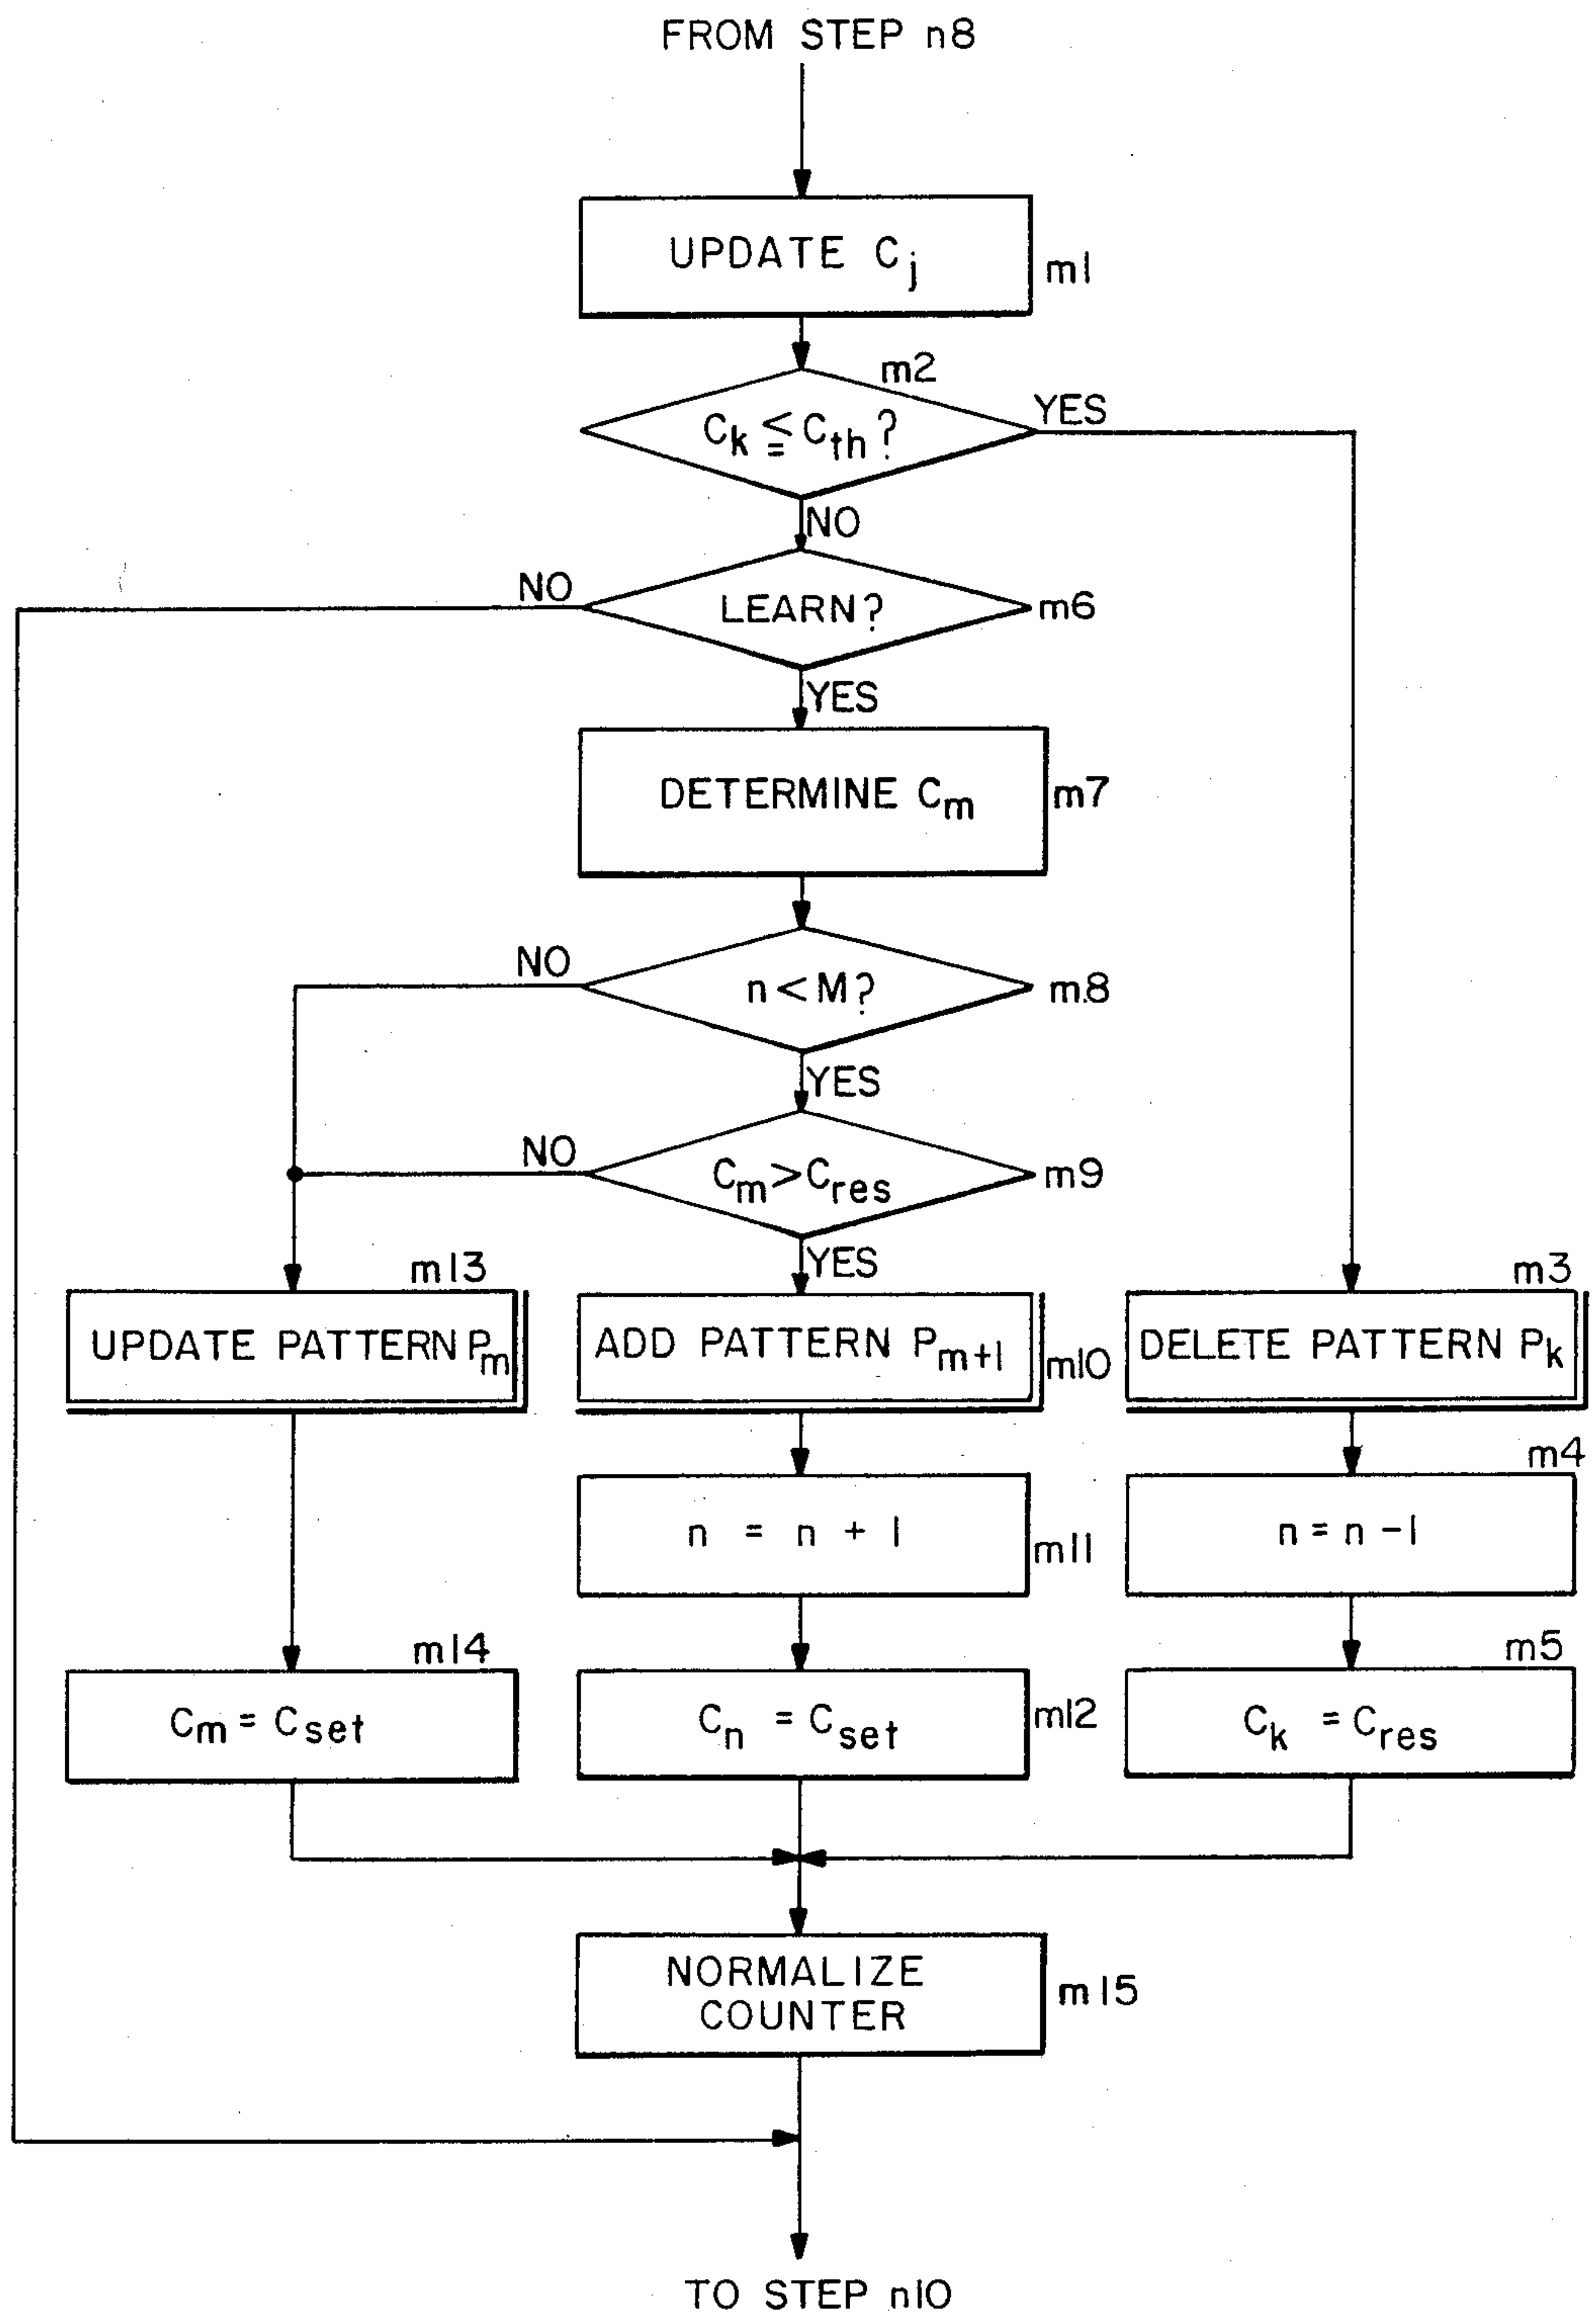 FROM STEP n8
UPDATE Cj
m1
m2
Ck ≦ Cth?
YES
NO
NO
LEARN?
m6
YES
DETERMINE Cm
m7
NO
n < M?
m8
YES
NO
Cm > Cres
m9
YES
m13
m3
UPDATE PATTERN Pm
ADD PATTERN Pm+1
m10
DELETE PATTERN Pk
m4
n = n + 1
m11
n = n - 1
m14
m5
Cm = Cset
Cn = Cset
m12
Ck = Cres
NORMALIZE
COUNTER
m15
TO STEP n10